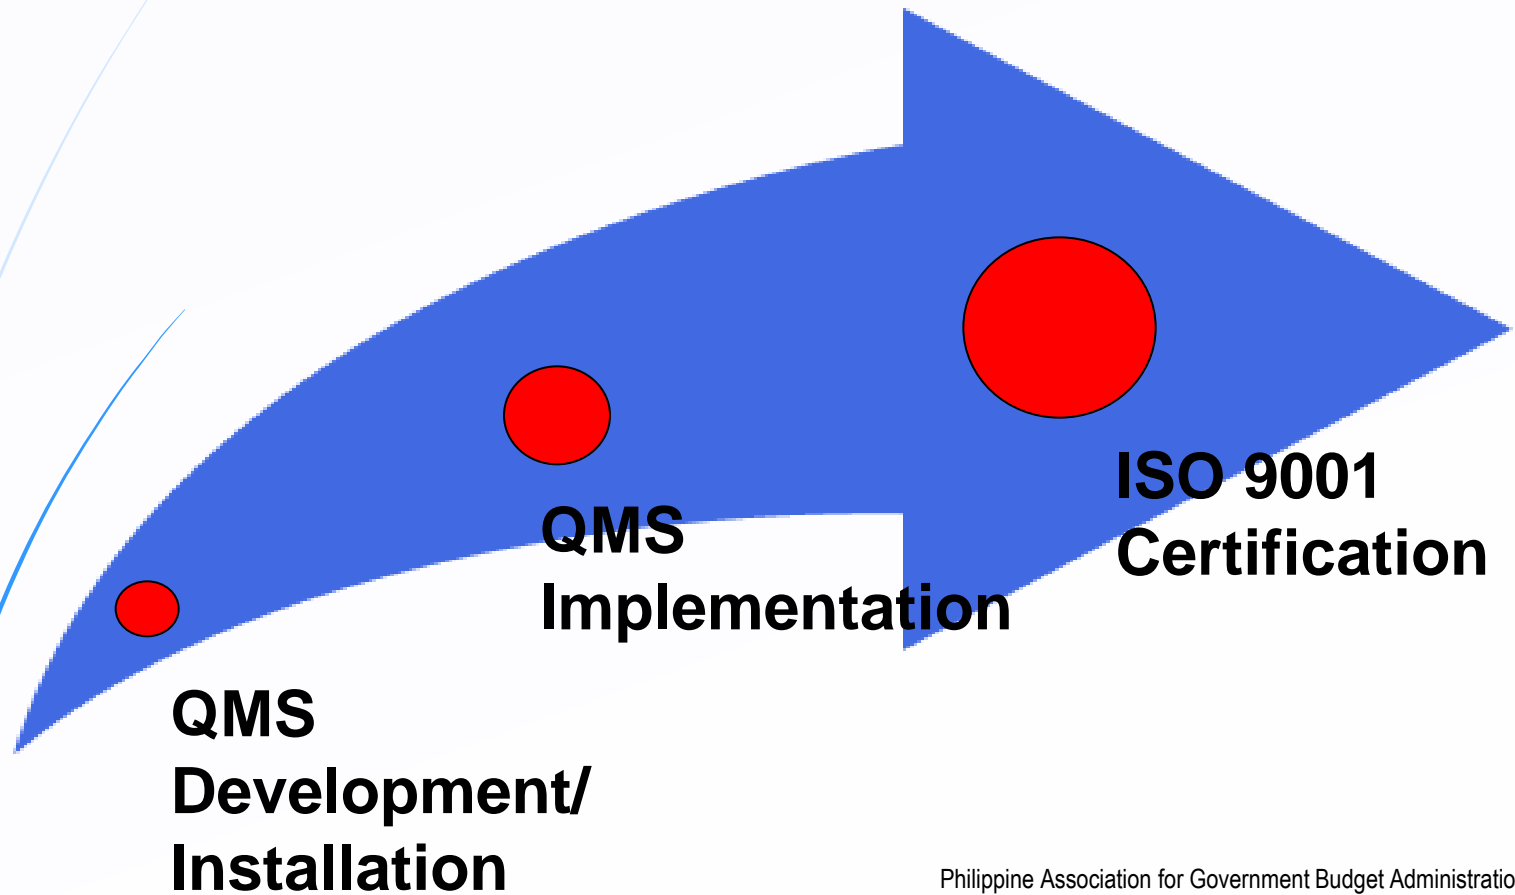 ISO 9001
Certification
QMS
Implementation
QMS
Development/
Installation
Philippine Association for Government Budget Administratio